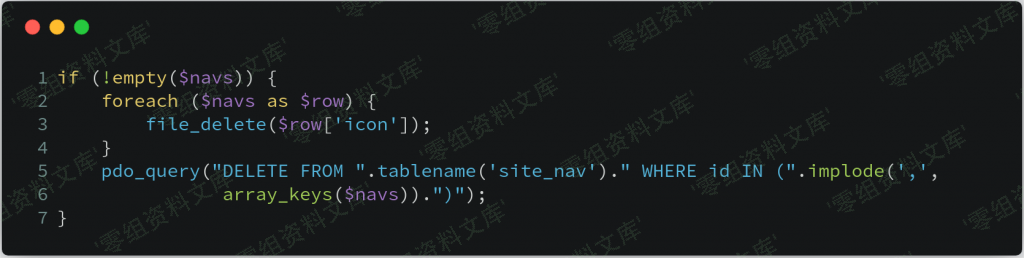 1 if (!empty($navs)) {
2     foreach ($navs as $row) {
3         file_delete($row['icon']);
4     }
5     pdo_query("DELETE FROM ".tablename('site_nav')." WHERE id IN (".implode(',',
6               array_keys($navs)).")");
7 }
'零组资料文库'